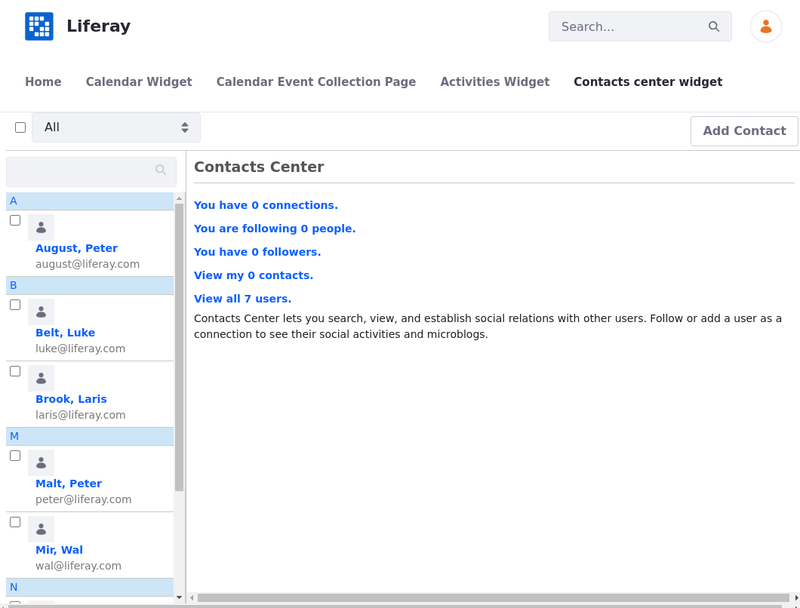 Liferay
Search...
Home Calendar Widget Calendar Event Collection Page Activities Widget Contacts center widget
All
Add Contact
Contacts Center
A
August, Peter
august@liferay.com
B
Belt, Luke
luke@liferay.com
Brook, Laris
laris@liferay.com
M
Malt, Peter
peter@liferay.com
Mir, Wal
wal@liferay.com
N
You have 0 connections.
You are following 0 people.
You have 0 followers.
View my 0 contacts.
View all 7 users.
Contacts Center lets you search, view, and establish social relations with other users. Follow or add a user as a
connection to see their social activities and microblogs.